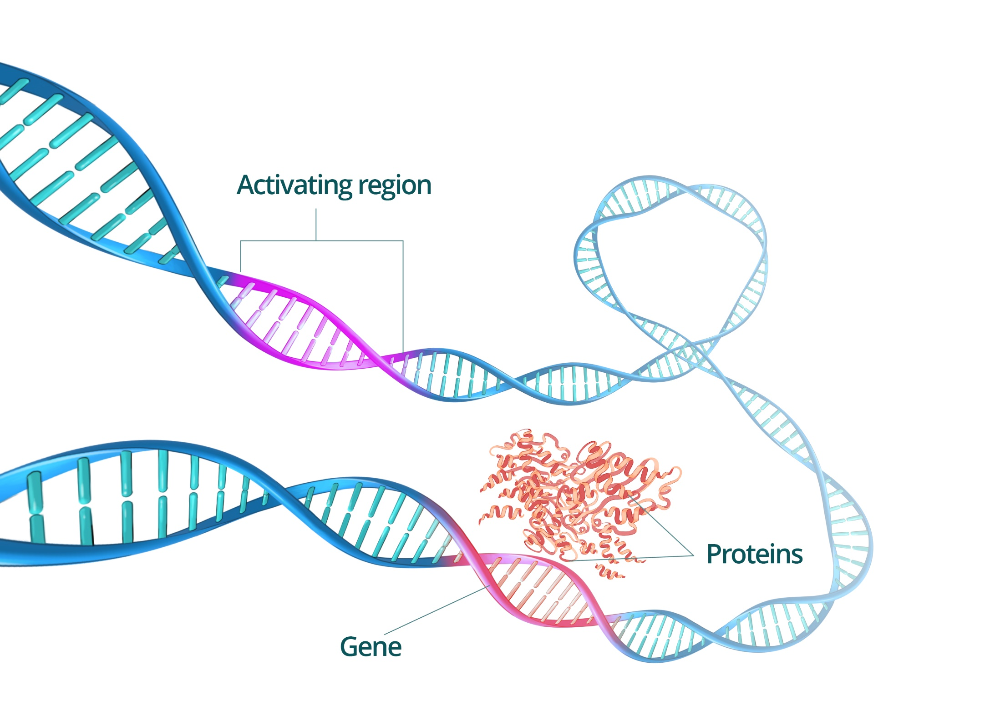 Activating region
Proteins
Gene